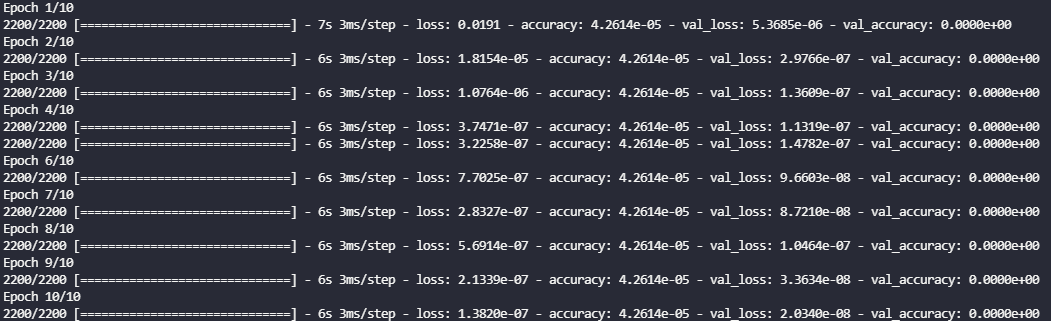 Epoch 1/10
2200/2200 [==============================] - 7s 3ms/step - loss: 0.0191 - accuracy: 4.2614e-05 - val_loss: 5.3685e-06 - val_accuracy: 0.0000e+00
Epoch 2/10
2200/2200 [==============================] - 6s 3ms/step - loss: 1.8154e-05 - accuracy: 4.2614e-05 - val_loss: 2.9766e-07 - val_accuracy: 0.0000e+00
Epoch 3/10
2200/2200 [==============================] - 6s 3ms/step - loss: 1.0764e-06 - accuracy: 4.2614e-05 - val_loss: 1.3609e-07 - val_accuracy: 0.0000e+00
Epoch 4/10
2200/2200 [==============================] - 6s 3ms/step - loss: 3.7471e-07 - accuracy: 4.2614e-05 - val_loss: 1.1319e-07 - val_accuracy: 0.0000e+00
2200/2200 [==============================] - 6s 3ms/step - loss: 3.2258e-07 - accuracy: 4.2614e-05 - val_loss: 1.4782e-07 - val_accuracy: 0.0000e+00
Epoch 6/10
2200/2200 [==============================] - 6s 3ms/step - loss: 7.7025e-07 - accuracy: 4.2614e-05 - val_loss: 9.6603e-08 - val_accuracy: 0.0000e+00
Epoch 7/10
2200/2200 [==============================] - 6s 3ms/step - loss: 2.8327e-07 - accuracy: 4.2614e-05 - val_loss: 8.7210e-08 - val_accuracy: 0.0000e+00
Epoch 8/10
2200/2200 [==============================] - 6s 3ms/step - loss: 5.6914e-07 - accuracy: 4.2614e-05 - val_loss: 1.0464e-07 - val_accuracy: 0.0000e+00
Epoch 9/10
2200/2200 [==============================] - 6s 3ms/step - loss: 2.1339e-07 - accuracy: 4.2614e-05 - val_loss: 3.3634e-08 - val_accuracy: 0.0000e+00
Epoch 10/10
2200/2200 [==============================] - 6s 3ms/step - loss: 1.3820e-07 - accuracy: 4.2614e-05 - val_loss: 2.0340e-08 - val_accuracy: 0.0000e+00